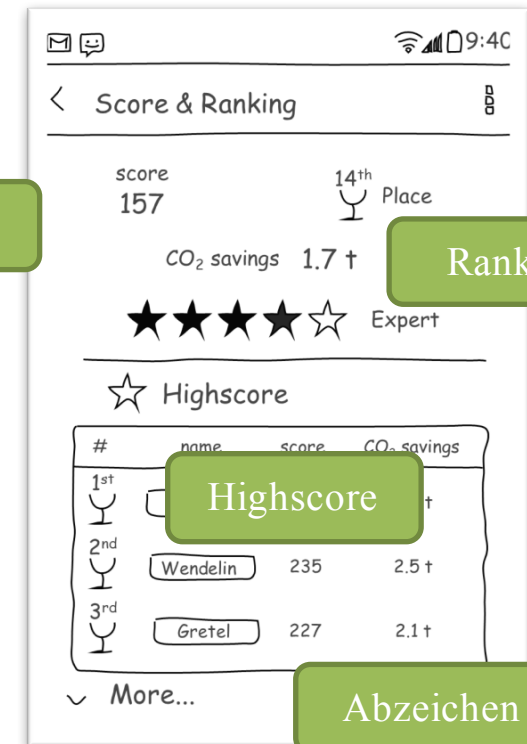 9:40
Score & Ranking
score
157
14th
Place
CO₂ savings 1.7 t
Rank
Expert
Highscore
# name score CO₂ savings
1st
Highscore
t
2nd Wendelin 235 2.5 t
3rd Gretel 227 2.1 t
More...
Abzeichen